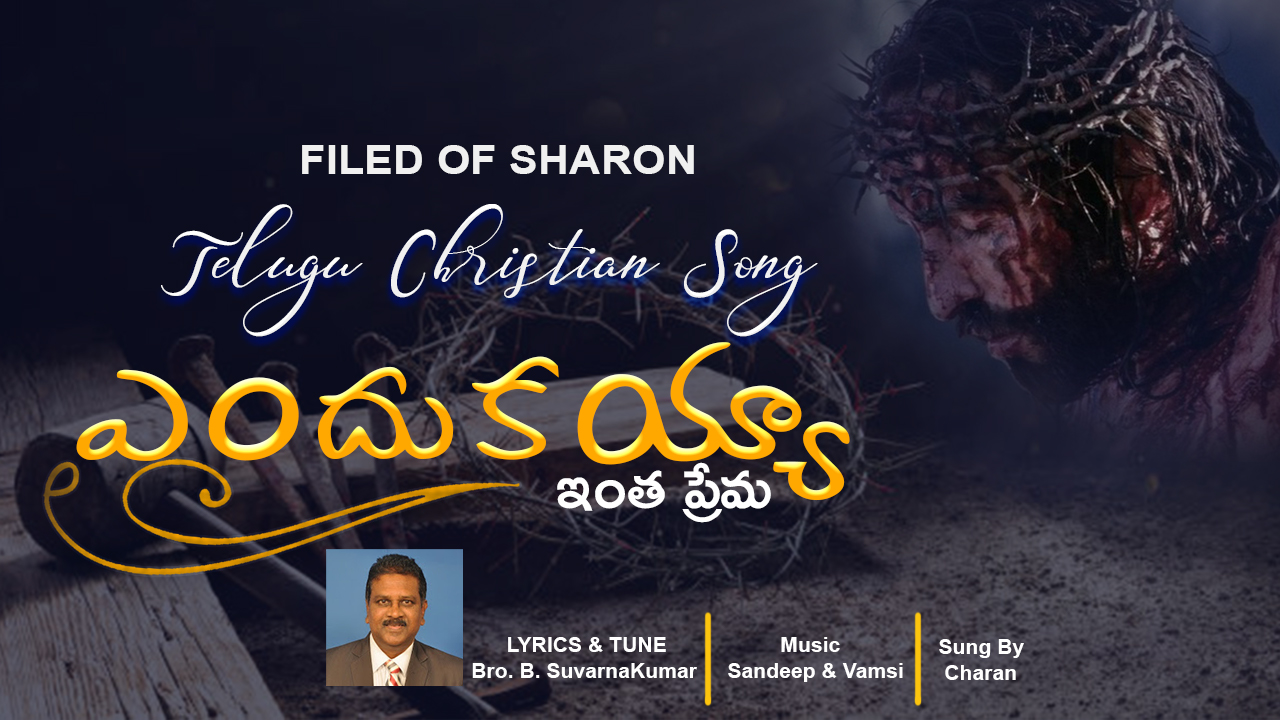 FILED OF SHARON
Telugu Christian Song
ఎందుకయ్యా
ఇంత ప్రేమ
LYRICS & TUNE
Bro. B. SuvarnaKumar
Music
Sandeep & Vamsi
Sung By
Charan